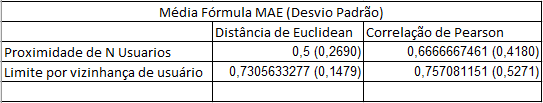 Média Fórmula MAE (Desvio Padrão)
Distância de Euclidean Correlação de Pearson
Proximidade de N Usuarios 0,5 (0,2690) 0,6666667461 (0,4180)
Limite por vizinhança de usuário 0,7305633277 (0,1479) 0,757081151 (0,5271)